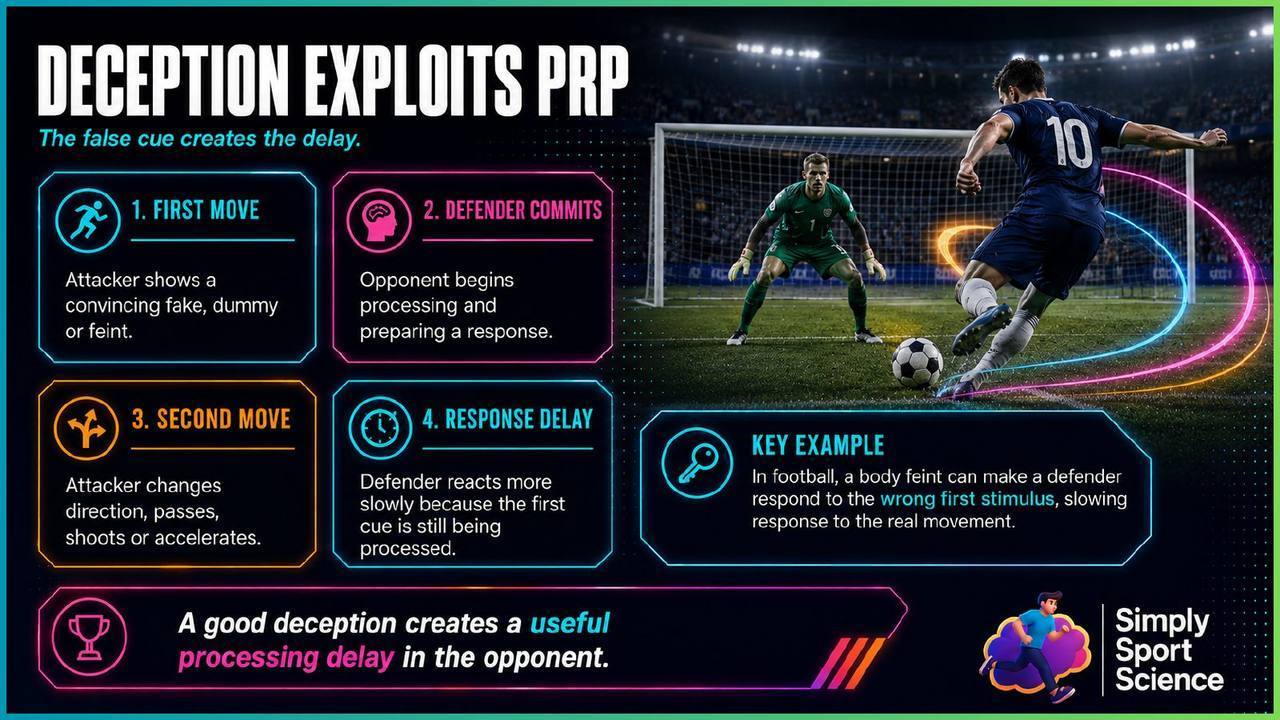 DECEPTION EXPLOITS PRP
The false cue creates the delay.
1. FIRST MOVE
Attacker shows a
convincing fake, dummy
or feint.
2. DEFENDER COMMITS
Opponent begins
processing and
preparing a response.
3. SECOND MOVE
Attacker changes
direction, passes,
shoots or accelerates.
4. RESPONSE DELAY
Defender reacts more
slowly because the first
cue is still being
processed.
10
1
KEY EXAMPLE
In football, a body feint can make a defender
respond to the wrong first stimulus, slowing
response to the real movement.
A good deception creates a useful
processing delay in the opponent.
Simply
Sport
Science